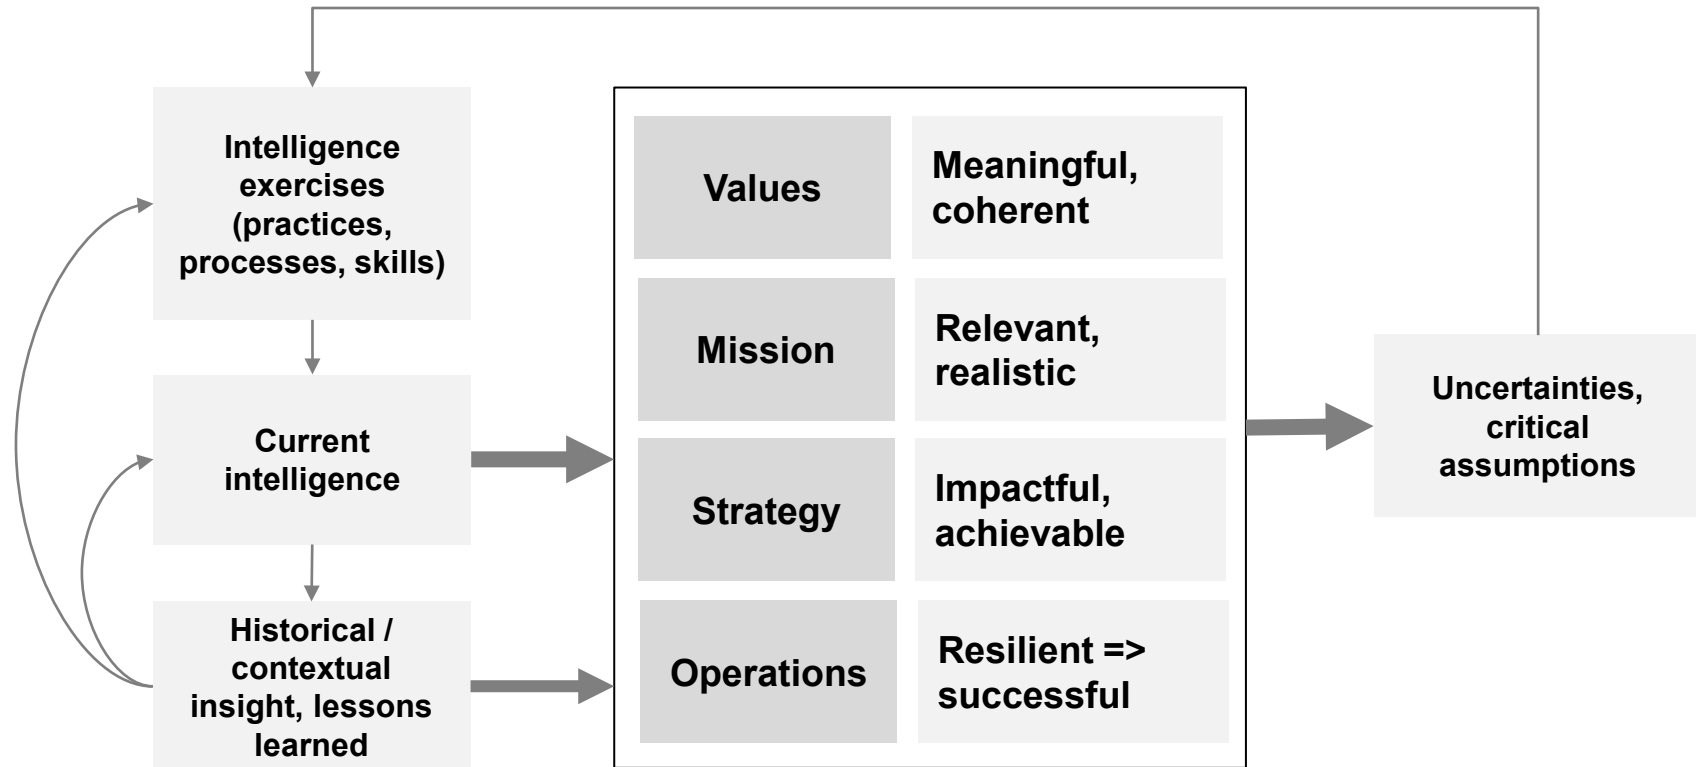 Intelligence
exercises
(practices,
processes, skills)
Current
intelligence
Historical /
contextual
insight, lessons
learned
Values
Meaningful,
coherent
Mission
Relevant,
realistic
Strategy
Impactful,
achievable
Operations
Resilient =>
successful
Uncertainties,
critical
assumptions